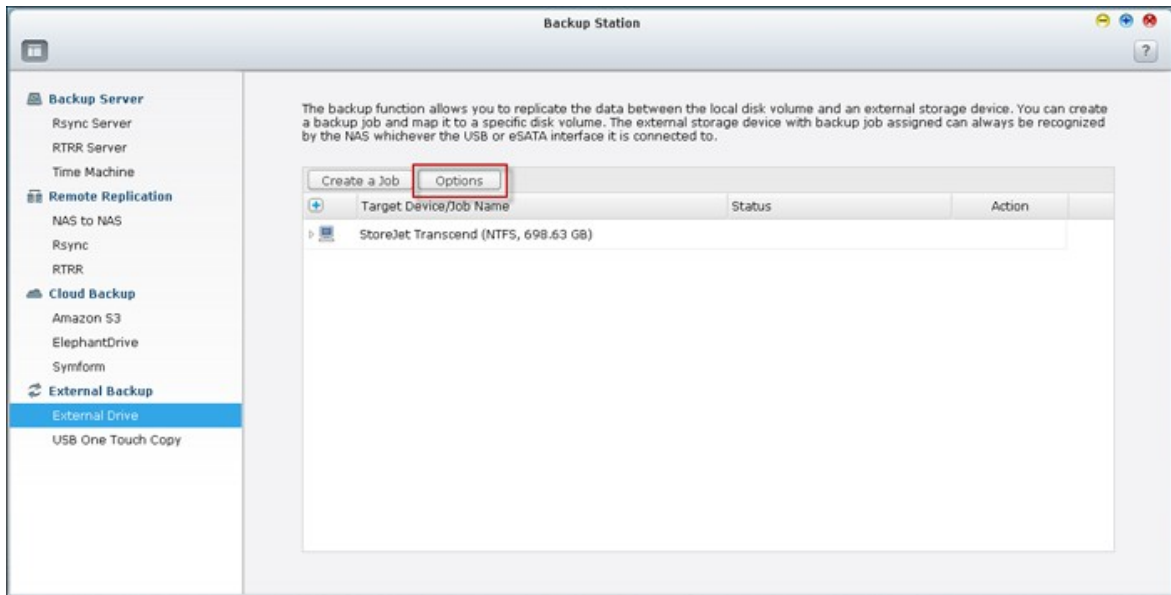 Backup Station
?
Backup Server
Rsync Server
RTRR Server
Time Machine
Remote Replication
NAS to NAS
Rsync
RTRR
Cloud Backup
Amazon S3
ElephantDrive
Symform
External Backup
External Drive
USB One Touch Copy
The backup function allows you to replicate the data between the local disk volume and an external storage device. You can create
a backup job and map it to a specific disk volume. The external storage device with backup job assigned can always be recognized
by the NAS whichever the USB or eSATA interface it is connected to.
Create a Job Options
Target Device/Job Name Status Action
StoreJet Transcend (NTFS, 698.63 GB)